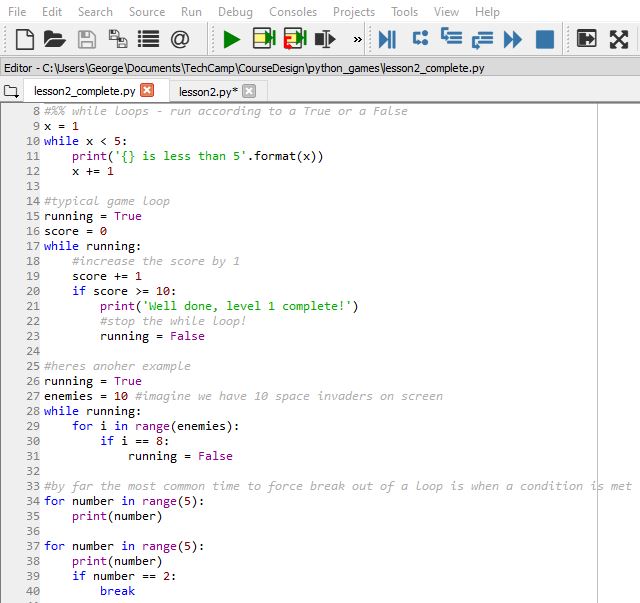 File Edit Search Source Run Debug Consoles Projects Tools View Help
@ »
Editor - C:\Users\George\Documents\TechCamp\CourseDesign\python_games\lesson2_complete.py
lesson2_complete.py lesson2.py*
8 #%% while loops - run according to a True or a False
9 x = 1
10 while x < 5:
11     print('{} is less than 5'.format(x))
12     x += 1
13
14 #typical game loop
15 running = True
16 score = 0
17 while running:
18     #increase the score by 1
19     score += 1
20     if score >= 10:
21         print('Well done, level 1 complete!')
22         #stop the while loop!
23         running = False
24
25 #heres anoher example
26 running = True
27 enemies = 10 #imagine we have 10 space invaders on screen
28 while running:
29     for i in range(enemies):
30         if i == 8:
31             running = False
32
33 #by far the most common time to force break out of a loop is when a condition is met
34 for number in range(5):
35     print(number)
36
37 for number in range(5):
38     print(number)
39     if number == 2:
40         break